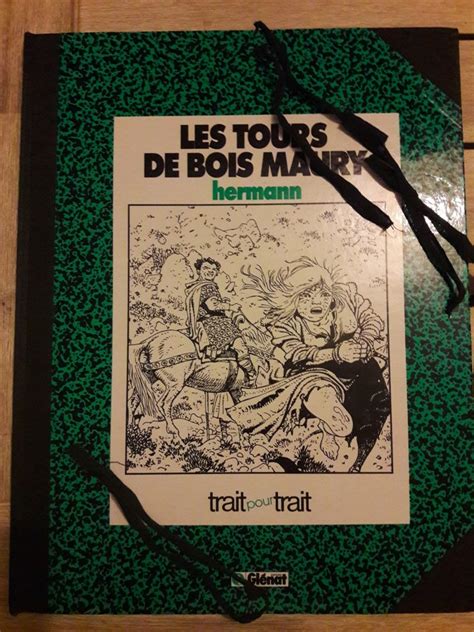 LES TOURS
DE BOIS MAURY
hermann
trait pour trait
Glénat